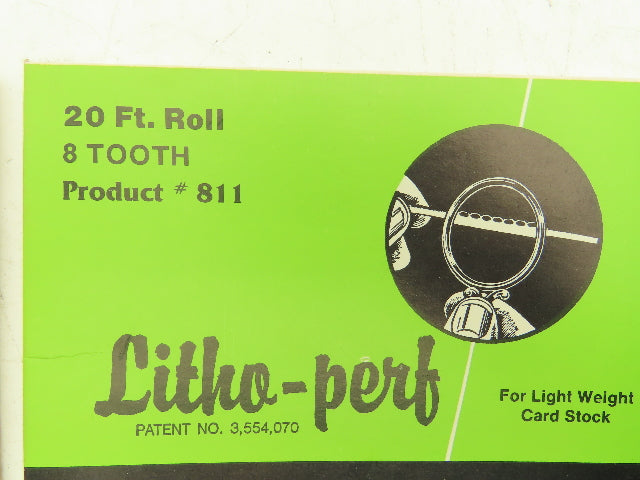 20 Ft. Roll
8 TOOTH
Product # 811
Litho-perf
PATENT NO. 3,554,070
For Light Weight
Card Stock